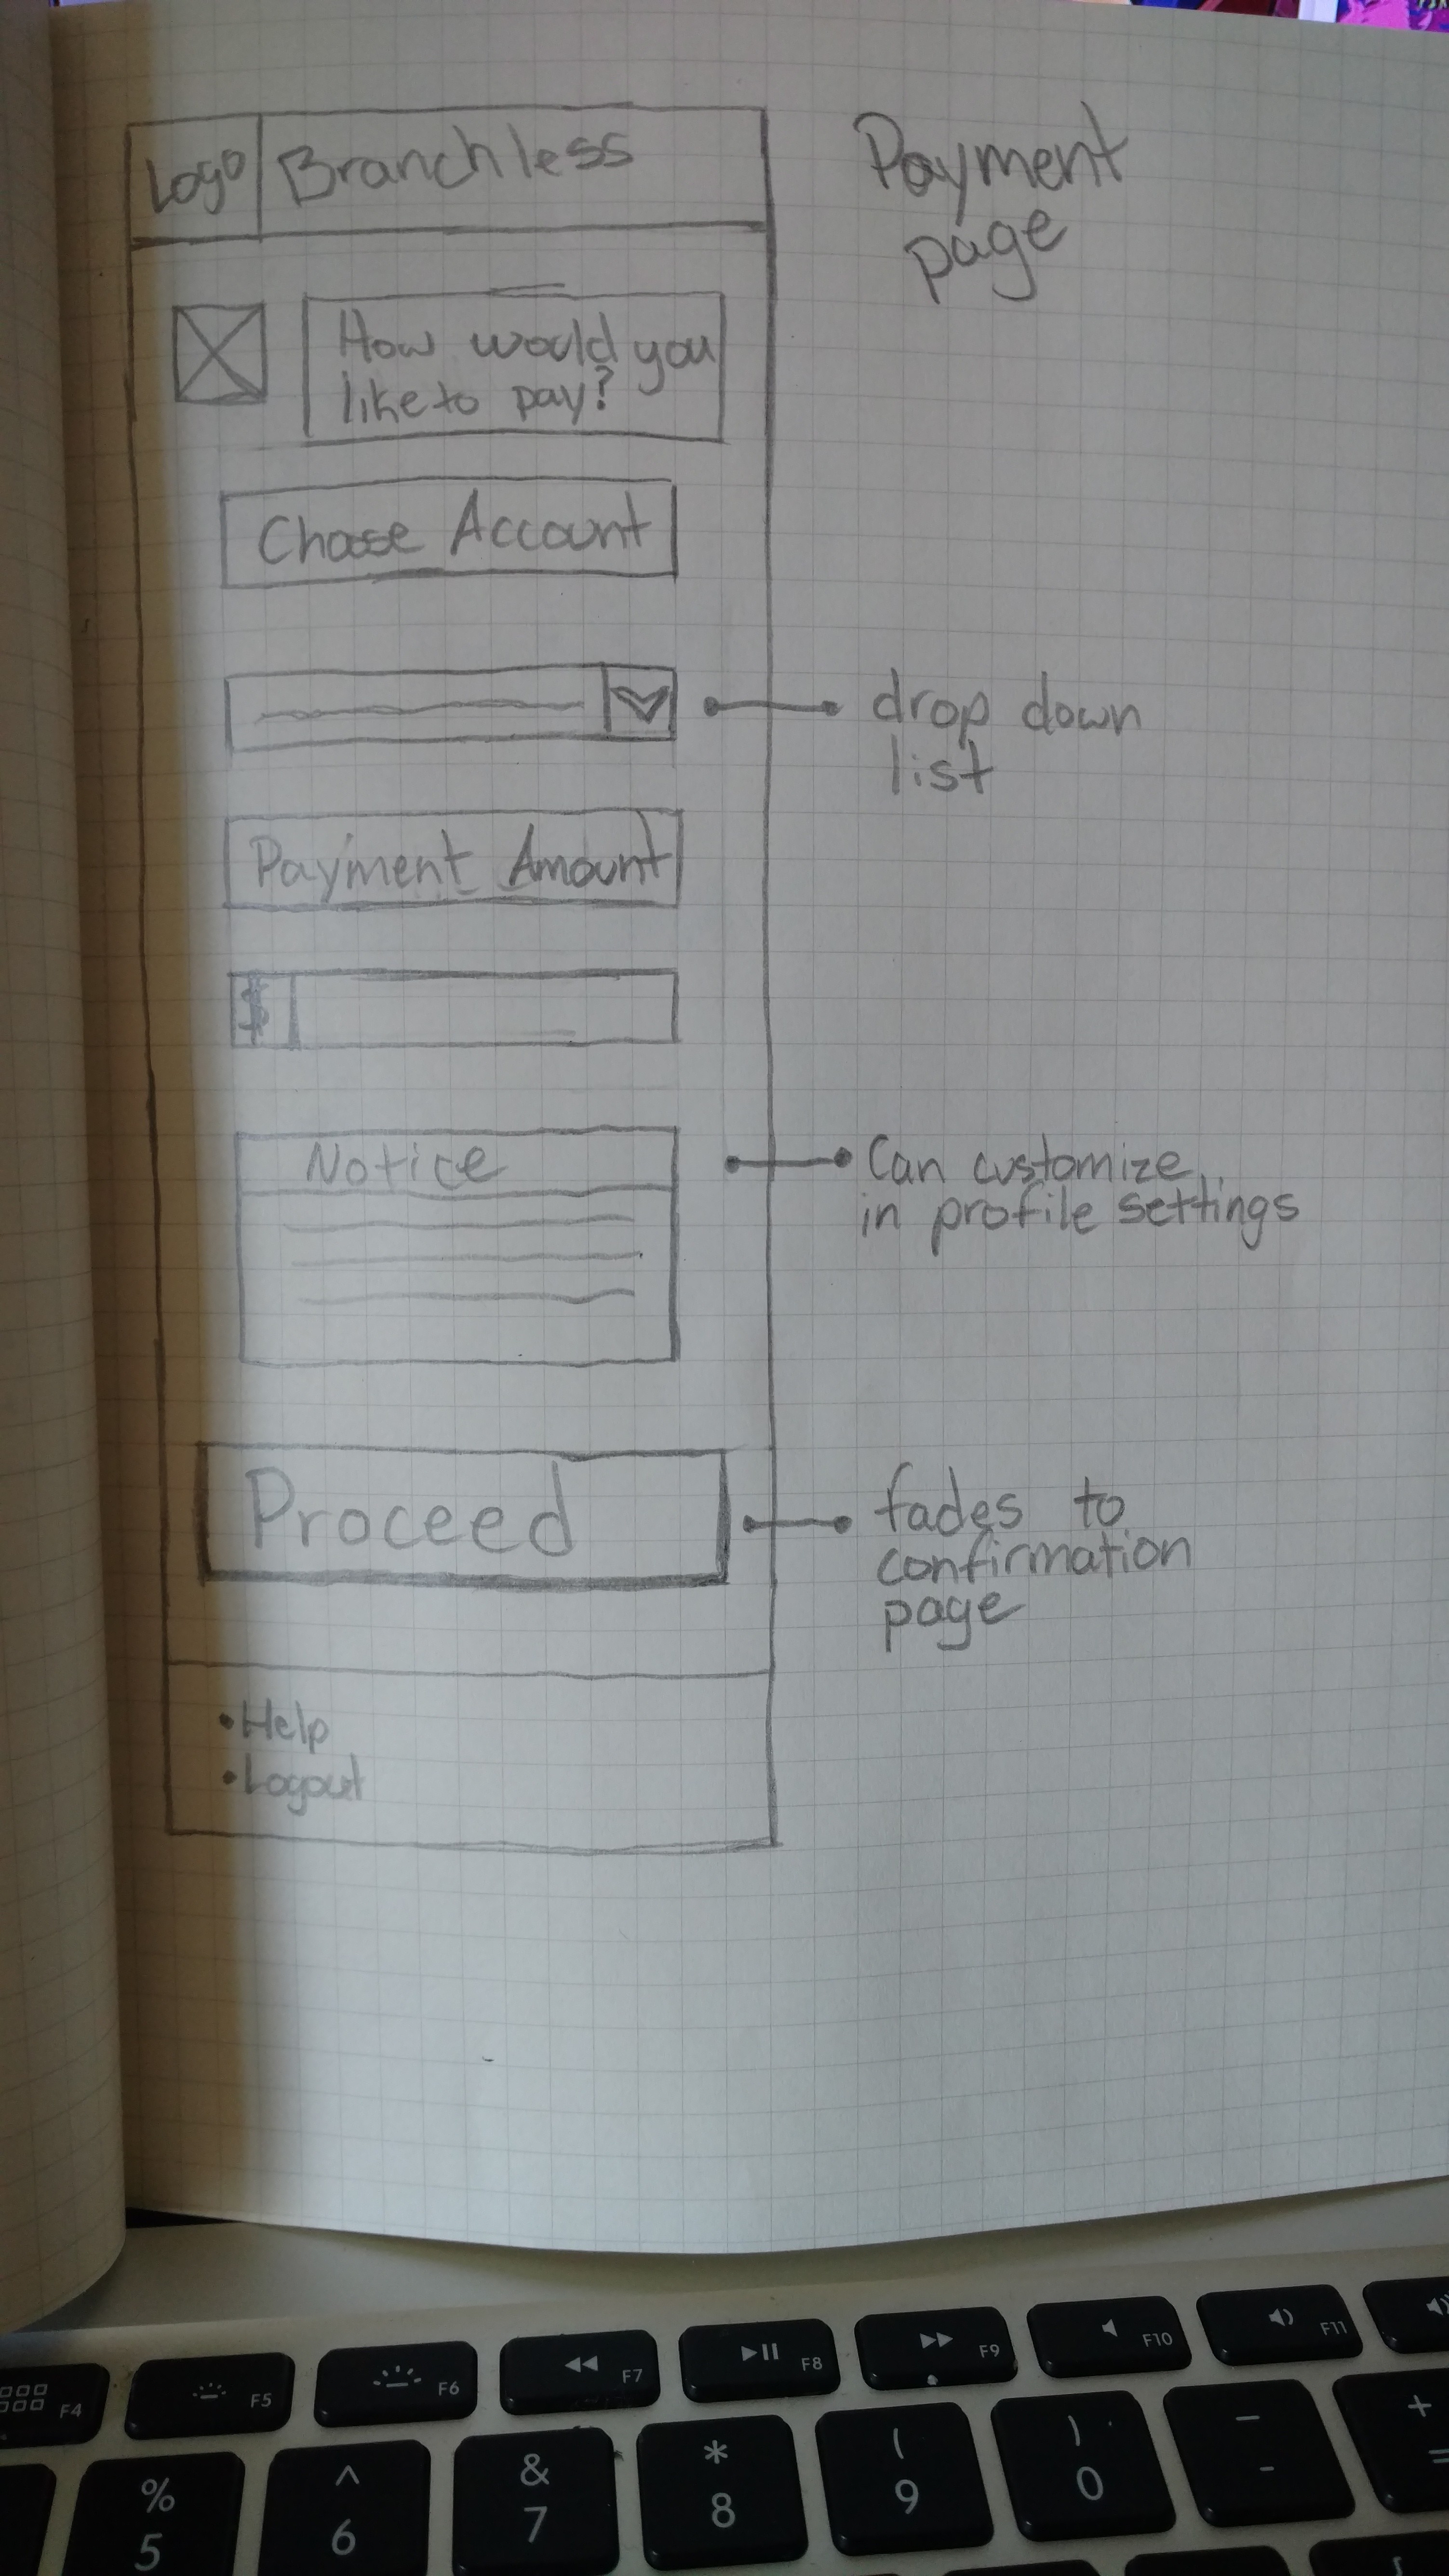 Logo Branchless
Payment
page
How would you
like to pay?
Choose Account
drop down
list
Payment Amount
$
Notice
Can customize
in profile settings
Proceed
fades to
confirmation
page
• Help
• Logout
F4 F5 F6 F7 F8 F9 F10 F11
% ^ & * ( ) — +
5 6 7 8 9 0 - =